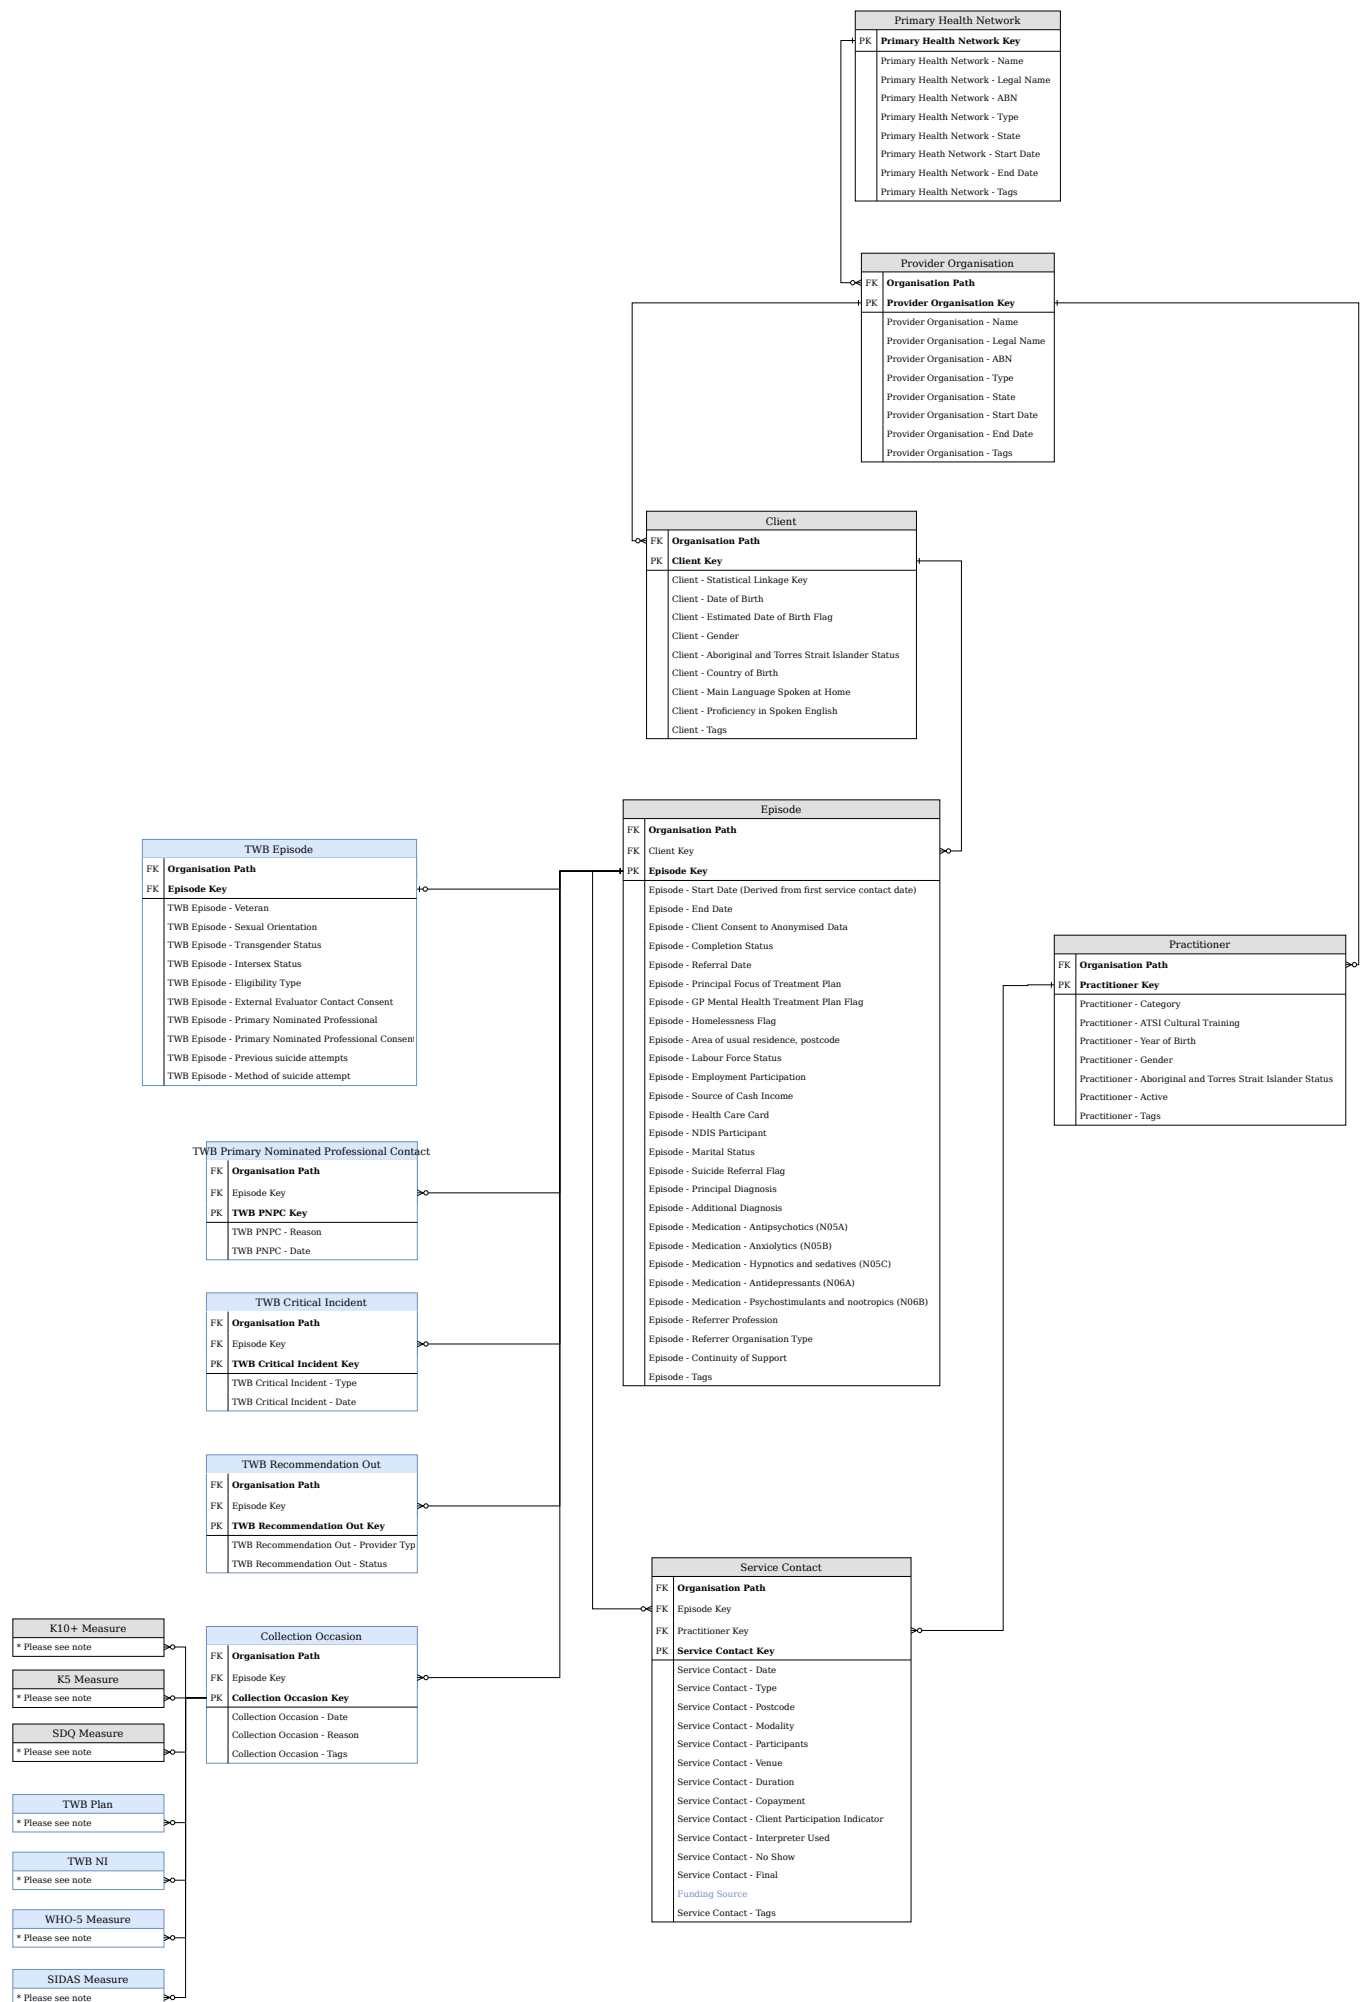 Primary Health Network
PK Primary Health Network Key
Primary Health Network - Name
Primary Health Network - Legal Name
Primary Health Network - ABN
Primary Health Network - Type
Primary Health Network - State
Primary Heath Network - Start Date
Primary Health Network - End Date
Primary Health Network - Tags
Provider Organisation
FK Organisation Path
PK Provider Organisation Key
Provider Organisation - Name
Provider Organisation - Legal Name
Provider Organisation - ABN
Provider Organisation - Type
Provider Organisation - State
Provider Organisation - Start Date
Provider Organisation - End Date
Provider Organisation - Tags
Client
FK Organisation Path
PK Client Key
Client - Statistical Linkage Key
Client - Date of Birth
Client - Estimated Date of Birth Flag
Client - Gender
Client - Aboriginal and Torres Strait Islander Status
Client - Country of Birth
Client - Main Language Spoken at Home
Client - Proficiency in Spoken English
Client - Tags
Episode
FK Organisation Path
FK Client Key
PK Episode Key
Episode - Start Date (Derived from first service contact date)
Episode - End Date
Episode - Client Consent to Anonymised Data
Episode - Completion Status
Episode - Referral Date
Episode - Principal Focus of Treatment Plan
Episode - GP Mental Health Treatment Plan Flag
Episode - Homelessness Flag
Episode - Area of usual residence, postcode
Episode - Labour Force Status
Episode - Employment Participation
Episode - Source of Cash Income
Episode - Health Care Card
Episode - NDIS Participant
Episode - Marital Status
Episode - Suicide Referral Flag
Episode - Principal Diagnosis
Episode - Additional Diagnosis
Episode - Medication - Antipsychotics (N05A)
Episode - Medication - Anxiolytics (N05B)
Episode - Medication - Hypnotics and sedatives (N05C)
Episode - Medication - Antidepressants (N06A)
Episode - Medication - Psychostimulants and nootropics (N06B)
Episode - Referrer Profession
Episode - Referrer Organisation Type
Episode - Continuity of Support
Episode - Tags
TWB Episode
FK Organisation Path
FK Episode Key
TWB Episode - Veteran
TWB Episode - Sexual Orientation
TWB Episode - Transgender Status
TWB Episode - Intersex Status
TWB Episode - Eligibility Type
TWB Episode - External Evaluator Contact Consent
TWB Episode - Primary Nominated Professional
TWB Episode - Primary Nominated Professional Consent
TWB Episode - Previous suicide attempts
TWB Episode - Method of suicide attempt
Practitioner
FK Organisation Path
PK Practitioner Key
Practitioner - Category
Practitioner - ATSI Cultural Training
Practitioner - Year of Birth
Practitioner - Gender
Practitioner - Aboriginal and Torres Strait Islander Status
Practitioner - Active
Practitioner - Tags
TWB Primary Nominated Professional Contact
FK Organisation Path
FK Episode Key
PK TWB PNPC Key
TWB PNPC - Reason
TWB PNPC - Date
TWB Critical Incident
FK Organisation Path
FK Episode Key
PK TWB Critical Incident Key
TWB Critical Incident - Type
TWB Critical Incident - Date
TWB Recommendation Out
FK Organisation Path
FK Episode Key
PK TWB Recommendation Out Key
TWB Recommendation Out - Provider Typ
TWB Recommendation Out - Status
Service Contact
FK Organisation Path
FK Episode Key
FK Practitioner Key
PK Service Contact Key
Service Contact - Date
Service Contact - Type
Service Contact - Postcode
Service Contact - Modality
Service Contact - Participants
Service Contact - Venue
Service Contact - Duration
Service Contact - Copayment
Service Contact - Client Participation Indicator
Service Contact - Interpreter Used
Service Contact - No Show
Service Contact - Final
Funding Source
Service Contact - Tags
Collection Occasion
FK Organisation Path
FK Episode Key
PK Collection Occasion Key
Collection Occasion - Date
Collection Occasion - Reason
Collection Occasion - Tags
K10+ Measure
* Please see note
K5 Measure
* Please see note
SDQ Measure
* Please see note
TWB Plan
* Please see note
TWB NI
* Please see note
WHO-5 Measure
* Please see note
SIDAS Measure
* Please see note